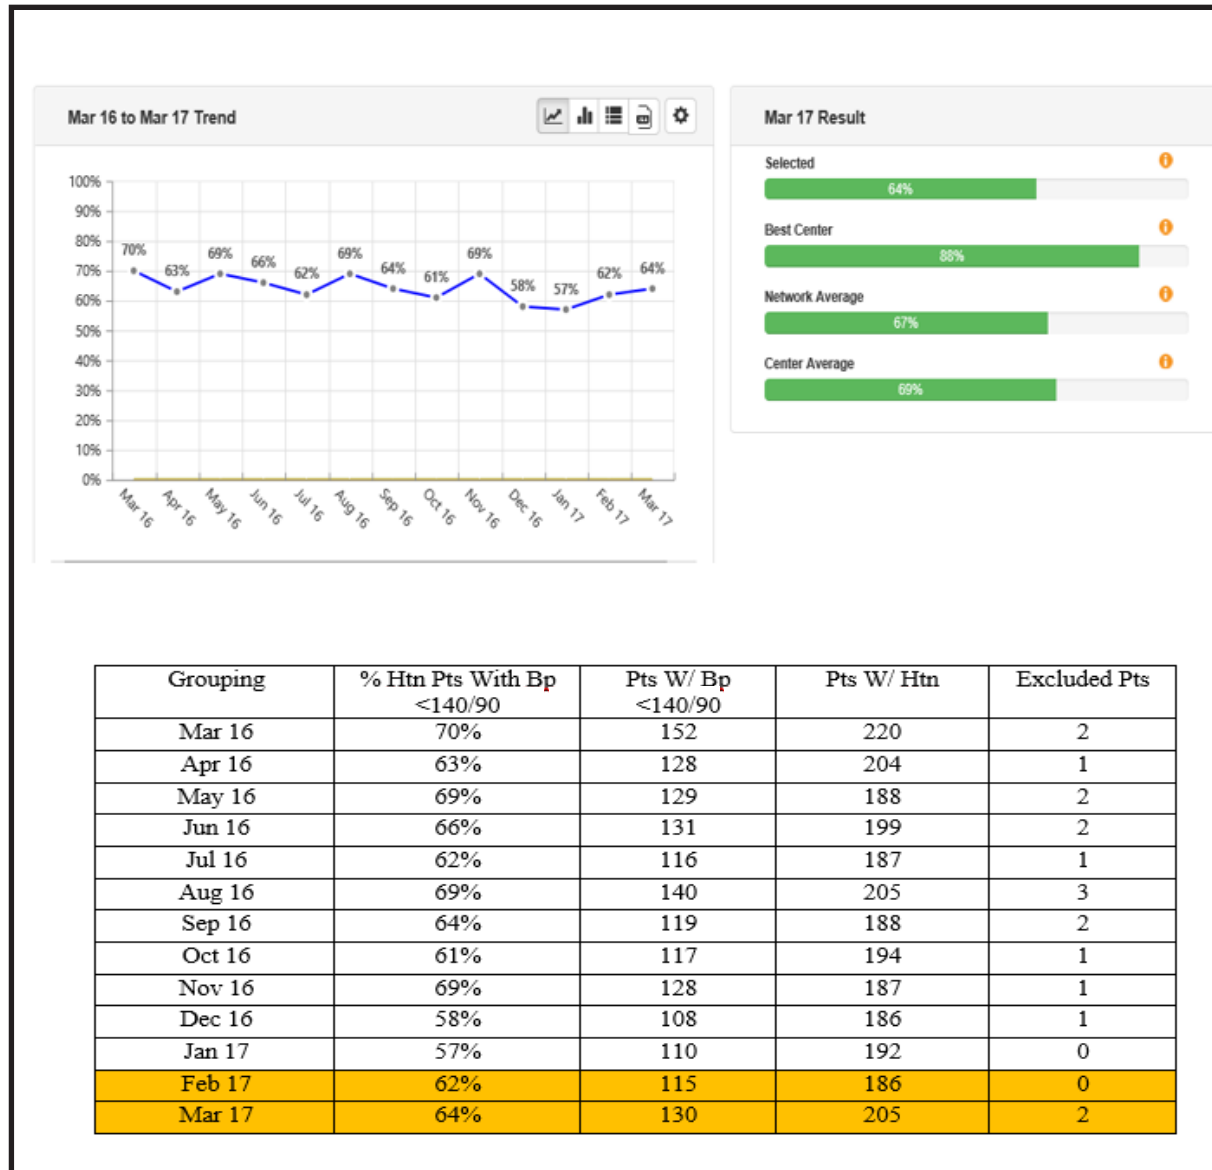 Mar 16 to Mar 17 Trend
100%
90%
80%
70%
60%
50%
40%
30%
20%
10%
0%
70%
63%
69%
66%
62%
69%
64%
61%
69%
58%
57%
62%
64%
Mar 16
Apr 16
May 16
Jun 16
Jul 16
Aug 16
Sep 16
Oct 16
Nov 16
Dec 16
Jan 17
Feb 17
Mar 17
Mar 17 Result
Selected
64%
Best Center
88%
Network Average
67%
Center Average
69%
Grouping % Htn Pts With Bp <140/90 Pts W/ Bp <140/90 Pts W/ Htn Excluded Pts
Mar 16 70% 152 220 2
Apr 16 63% 128 204 1
May 16 69% 129 188 2
Jun 16 66% 131 199 2
Jul 16 62% 116 187 1
Aug 16 69% 140 205 3
Sep 16 64% 119 188 2
Oct 16 61% 117 194 1
Nov 16 69% 128 187 1
Dec 16 58% 108 186 1
Jan 17 57% 110 192 0
Feb 17 62% 115 186 0
Mar 17 64% 130 205 2